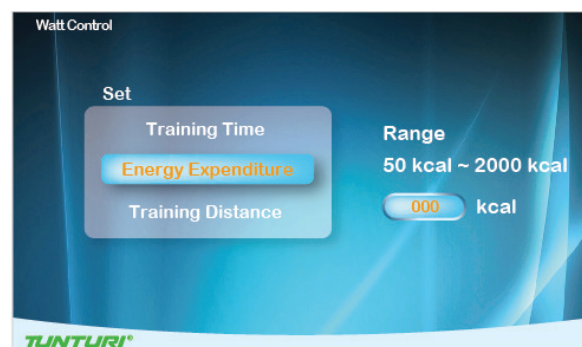 Watt Control
Set
Training Time
Energy Expenditure
Training Distance
Range
50 kcal ~ 2000 kcal
000 kcal
TUNTURI®